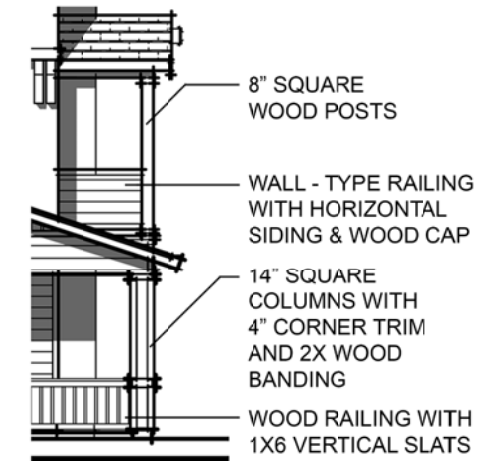 8” SQUARE
WOOD POSTS
WALL - TYPE RAILING
WITH HORIZONTAL
SIDING & WOOD CAP
14” SQUARE
COLUMNS WITH
4” CORNER TRIM
AND 2X WOOD
BANDING
WOOD RAILING WITH
1X6 VERTICAL SLATS